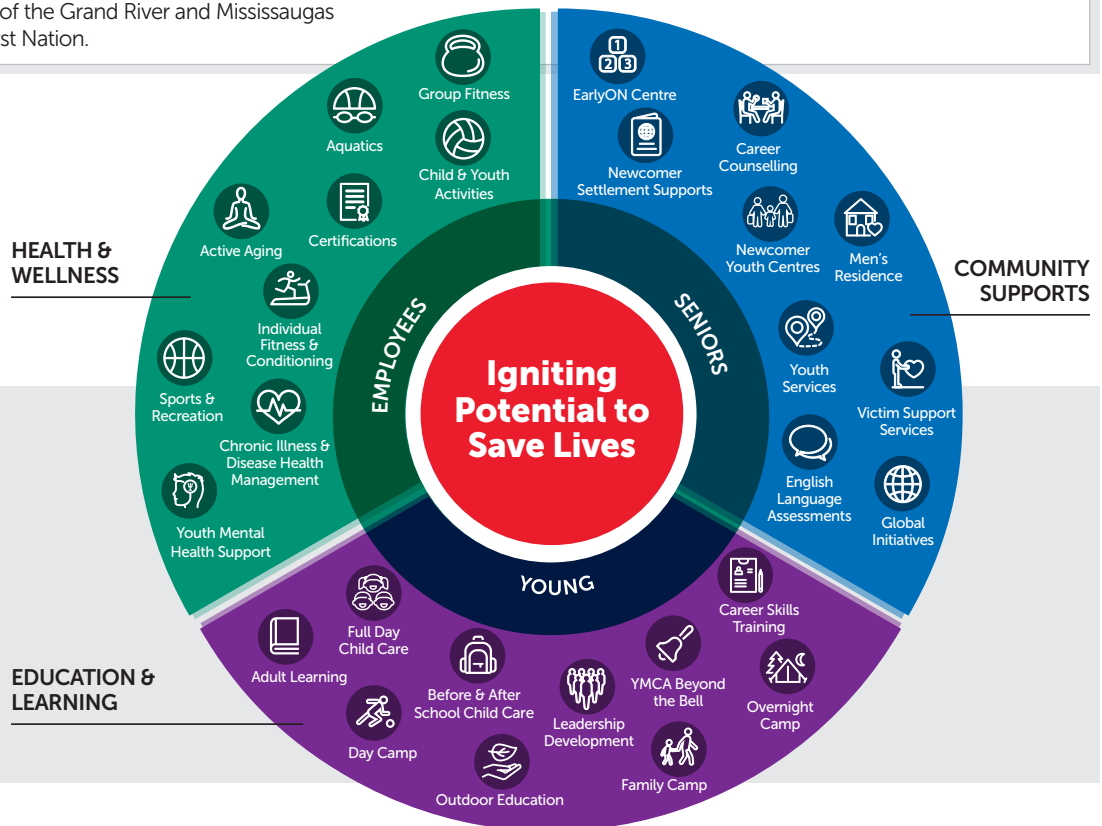 of the Grand River and Mississaugas
st Nation.
HEALTH &
WELLNESS
Group Fitness
Aquatics
Child & Youth
Activities
Active Aging
Certifications
Individual
Fitness &
Conditioning
Sports &
Recreation
Chronic Illness &
Disease Health
Management
Youth Mental
Health Support
COMMUNITY
SUPPORTS
1
2 3
EarlyON Centre
Career
Counselling
Newcomer
Settlement Supports
Newcomer
Youth Centres
Men's
Residence
Youth
Services
Victim Support
Services
English
Language
Assessments
Global
Initiatives
EMPLOYEES
SENIORS
YOUNG
Igniting
Potential to
Save Lives
EDUCATION &
LEARNING
Career Skills
Training
Full Day
Child Care
Adult Learning
Before & After
School Child Care
YMCA Beyond
the Bell
Overnight
Camp
Leadership
Development
Day Camp
Family Camp
Outdoor Education